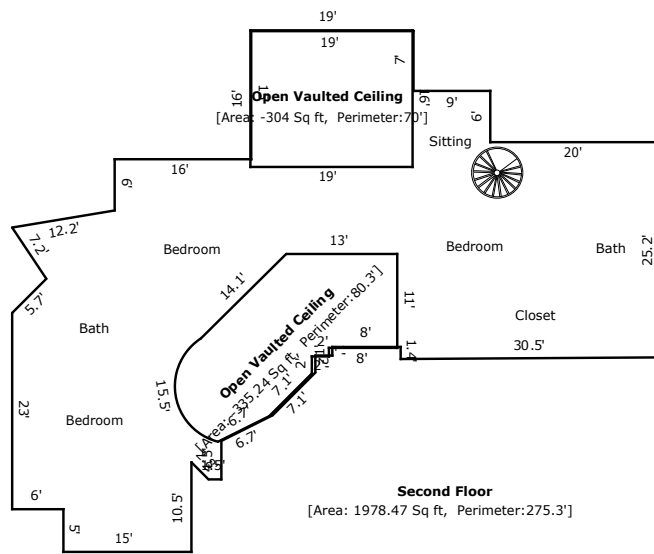 19'
19'
7'
16'
Open Vaulted Ceiling
16'
9'
[Area: -304 Sq ft, Perimeter:70']
6'
Sitting
20'
16'
19'
6'
12.2'
7.2'
Bedroom
13'
Bedroom
Bath
25.2'
14.1'
5.7'
11'
Closet
Bath
8'
1.4'
30.5'
8'
2'
Open Vaulted Ceiling
[Area: -335.24 Sq ft, Perimeter:80.3']
7.1'
7.1'
15.5'
6.7'
6.7'
23'
Bedroom
10.5'
6'
5'
15'
Second Floor
[Area: 1978.47 Sq ft, Perimeter:275.3']